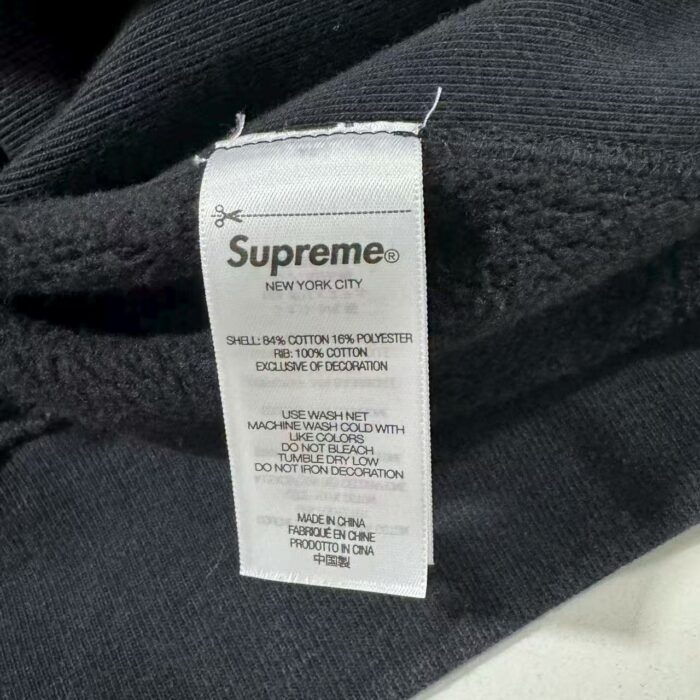 Supreme®
NEW YORK CITY
SHELL: 84% COTTON 16% POLYESTER
RIB: 100% COTTON
EXCLUSIVE OF DECORATION
USE WASH NET
MACHINE WASH COLD WITH
LIKE COLORS
DO NOT BLEACH
TUMBLE DRY LOW
DO NOT IRON DECORATION
MADE IN CHINA
FABRIQUÉ EN CHINE
PRODOTTO IN CINA
中国製